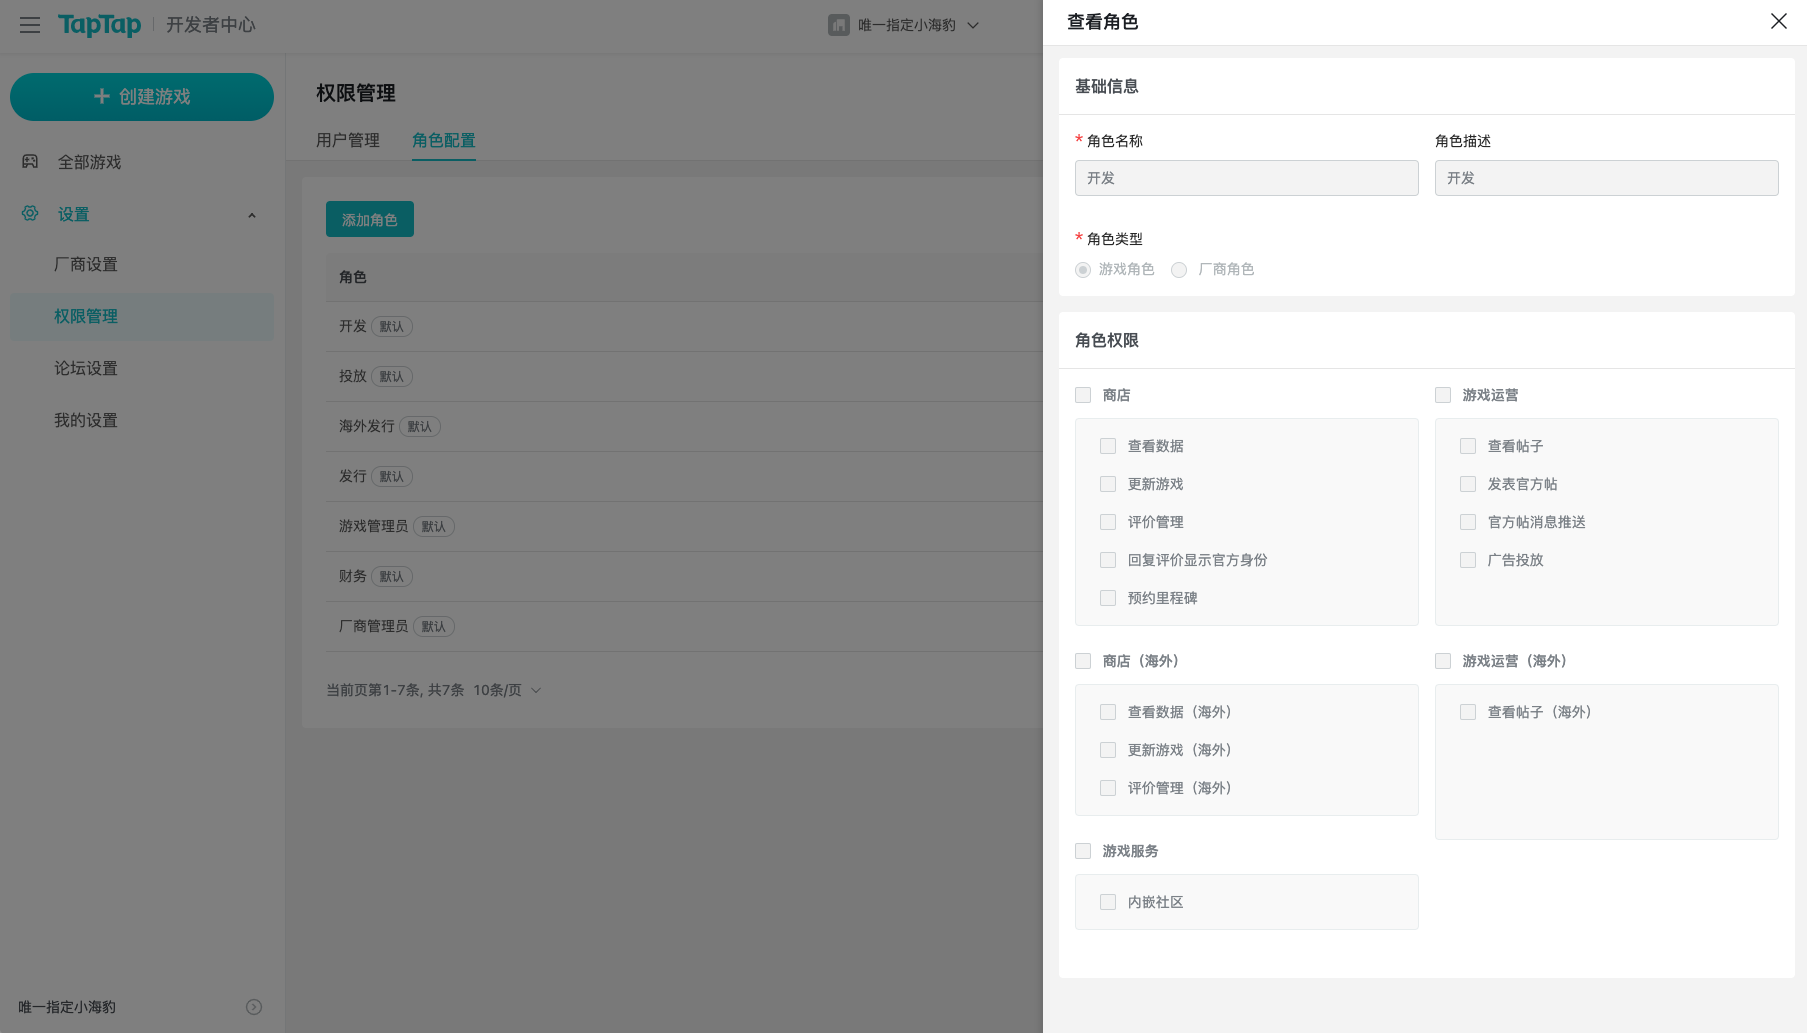 TapTap 开发者中心
唯一指定小海豹
创建游戏
全部游戏
设置
厂商设置
权限管理
论坛设置
我的设置
唯一指定小海豹
权限管理
用户管理 角色配置
添加角色
角色
开发 默认
投放 默认
海外发行 默认
发行 默认
游戏管理员 默认
财务 默认
厂商管理员 默认
当前页第1-7条, 共7条 10条/页
查看角色
基础信息
* 角色名称 角色描述
开发 开发
* 角色类型
游戏角色 厂商角色
角色权限
商店
查看数据
更新游戏
评价管理
回复评价显示官方身份
预约里程碑
游戏运营
查看帖子
发表官方帖
官方帖消息推送
广告投放
商店（海外）
查看数据（海外）
更新游戏（海外）
评价管理（海外）
游戏运营（海外）
查看帖子（海外）
游戏服务
内嵌社区